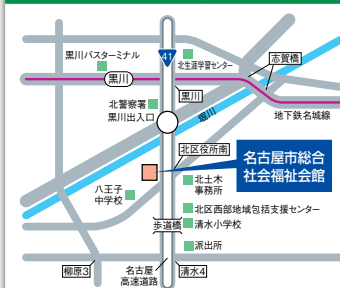 黒川バスターミナル
41
北生涯学習センター
志賀橋
黒川
黒川
北警察署
黒川出入口
堀川
地下鉄名城線
北区役所南
名古屋市総合
社会福祉会館
八王子
中学校
北土木
事務所
北区西部地域包括支援センター
歩道橋
清水小学校
派出所
柳原3
名古屋
高速道路
清水4